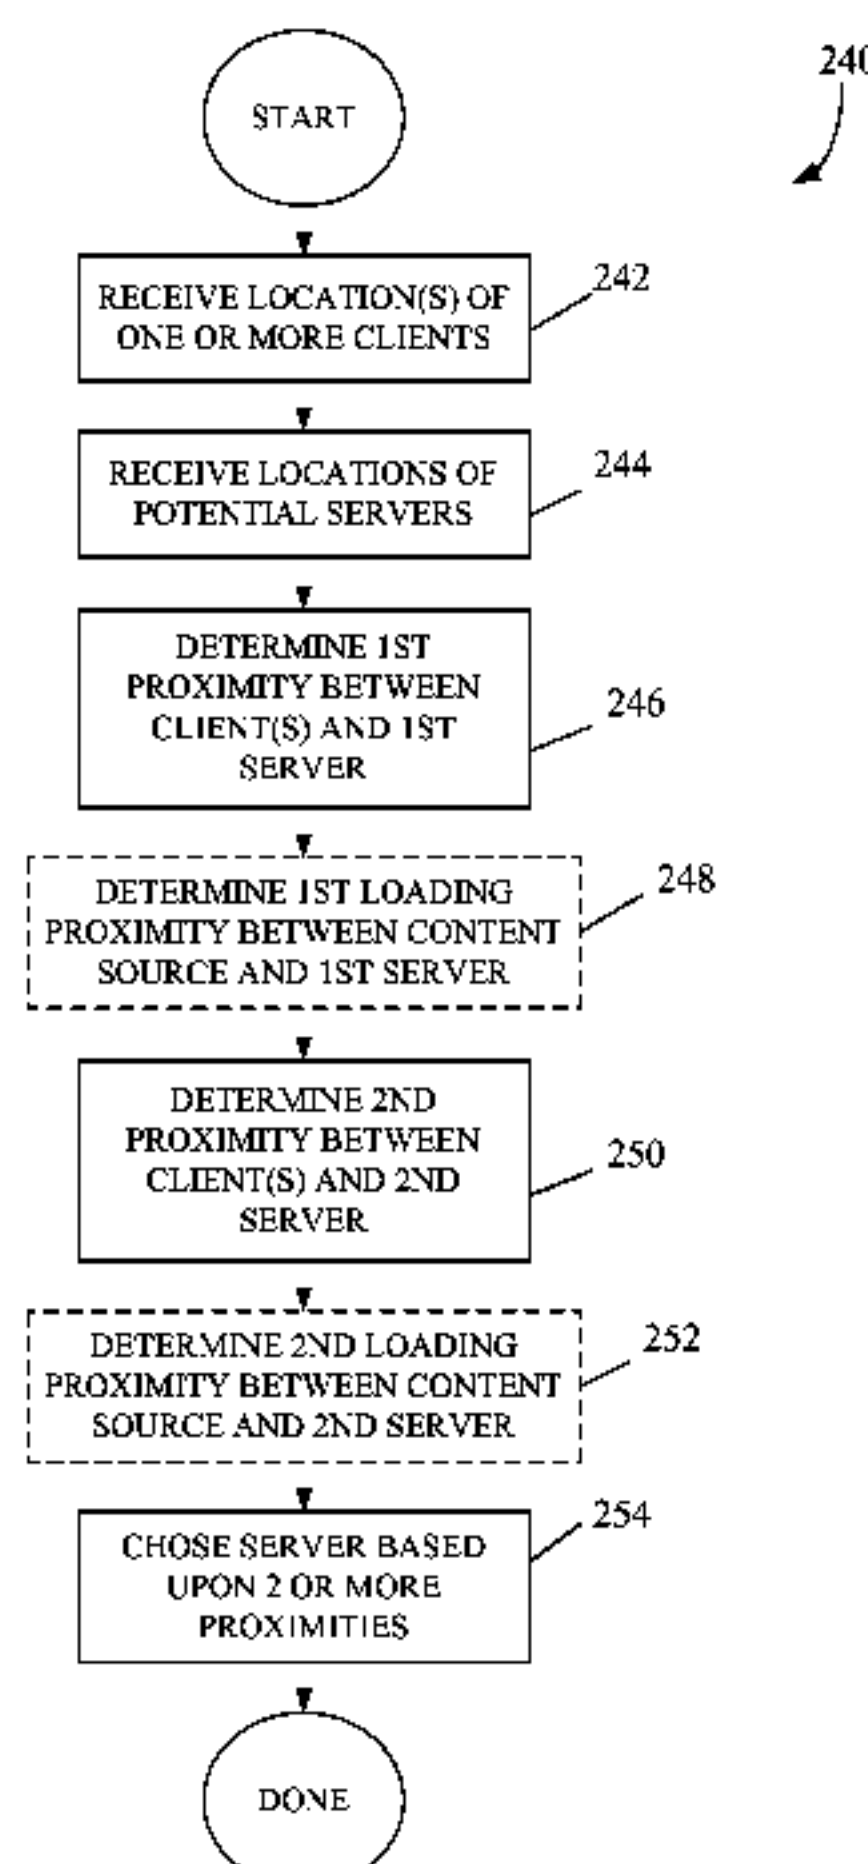 START
240
RECEIVE LOCATION(S) OF
ONE OR MORE CLIENTS
242
RECEIVE LOCATIONS OF
POTENTIAL SERVERS
244
DETERMINE 1ST
PROXIMITY BETWEEN
CLIENT(S) AND 1ST
SERVER
246
DETERMINE 1ST LOADING
PROXIMITY BETWEEN CONTENT
SOURCE AND 1ST SERVER
248
DETERMINE 2ND
PROXIMITY BETWEEN
CLIENT(S) AND 2ND
SERVER
250
DETERMINE 2ND LOADING
PROXIMITY BETWEEN CONTENT
SOURCE AND 2ND SERVER
252
CHOSE SERVER BASED
UPON 2 OR MORE
PROXIMITIES
254
DONE